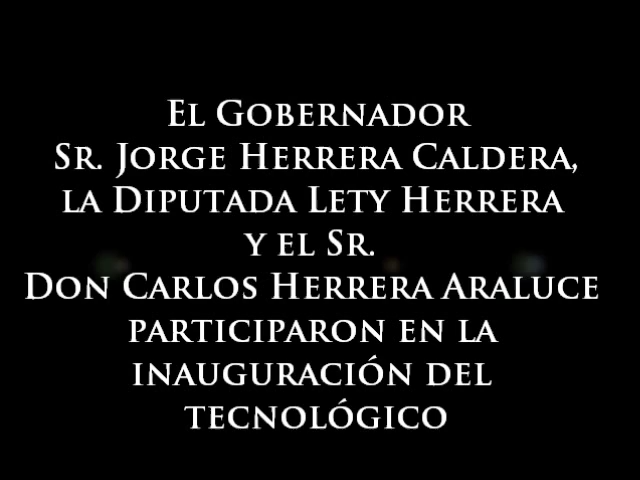 El Gobernador
Sr. Jorge Herrera Caldera,
la Diputada Lety Herrera
y el Sr.
Don Carlos Herrera Araluce
participaron en la
inauguración del
tecnológico